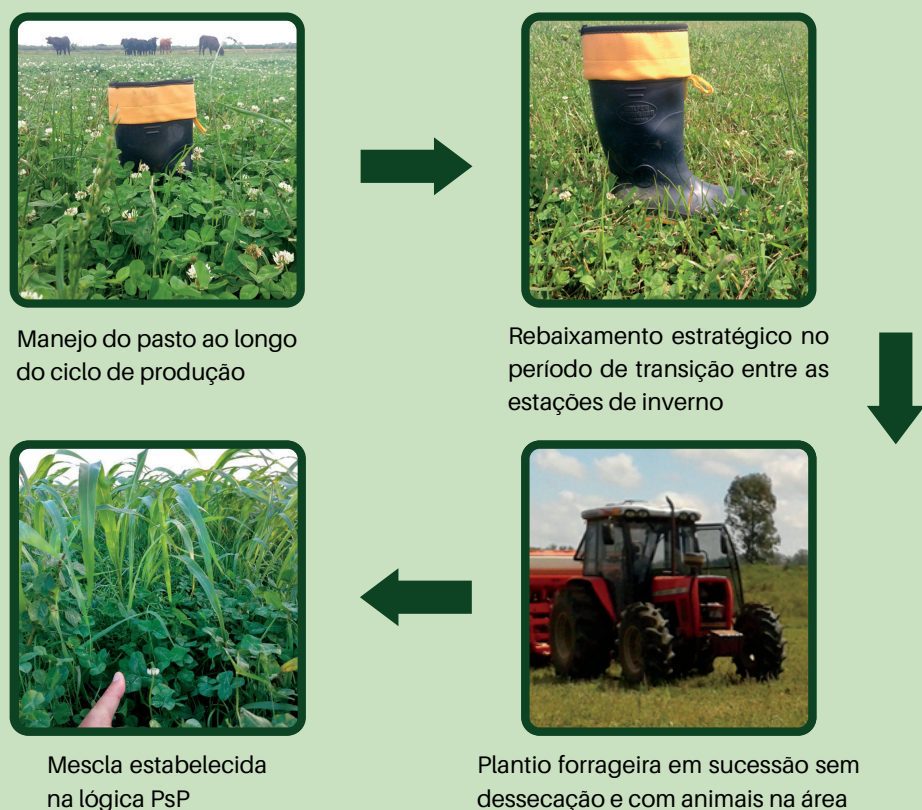 Manejo do pasto ao longo
do ciclo de produção
Rebaixamento estratégico no
período de transição entre as
estações de inverno
Plantio forrageira em sucessão sem
dessecação e com animais na área
Mescla estabelecida
na lógica PsP